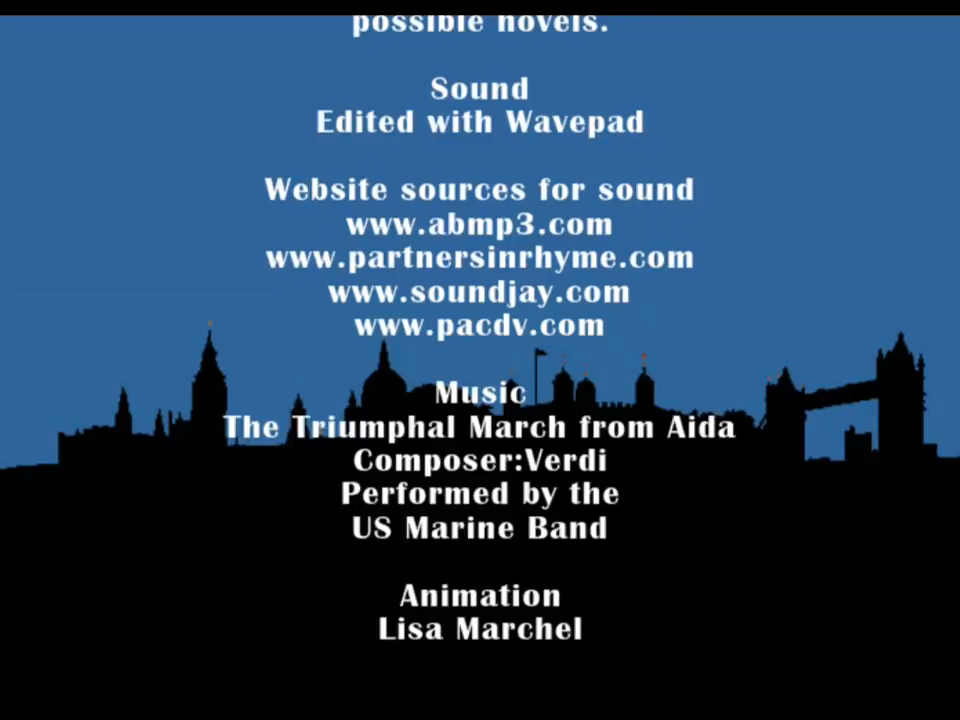 possible novels.
Sound
Edited with Wavepad
Website sources for sound
www.abmp3.com
www.partnersinrhyme.com
www.soundjay.com
www.pacdv.com
Music
The Triumphal March from Aida
Composer:Verdi
Performed by the
US Marine Band
Animation
Lisa Marchel